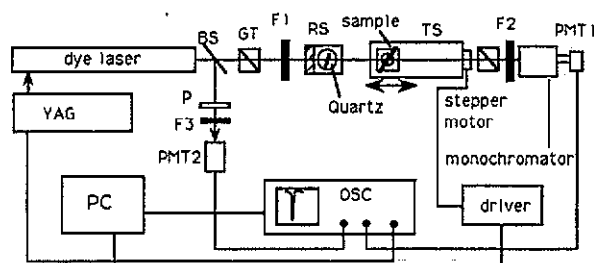 F1
RS
sample
TS
F2
PMT1
BS
GT
dye laser
Quartz
P
YAG
F3
stepper
motor
PMT2
monochromator
OSC
PC
driver